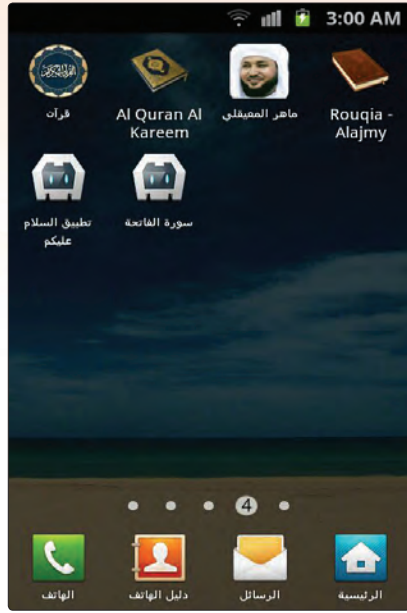 3:00 AM
قرآن
Al Quran Al
Kareem
ماهر المعيقلي
Rouqia -
Alajmy
تطبيق السلام
عليكم
سورة الفاتحة
4
الهاتف
دليل الهاتف
الرسائل
الرئيسية